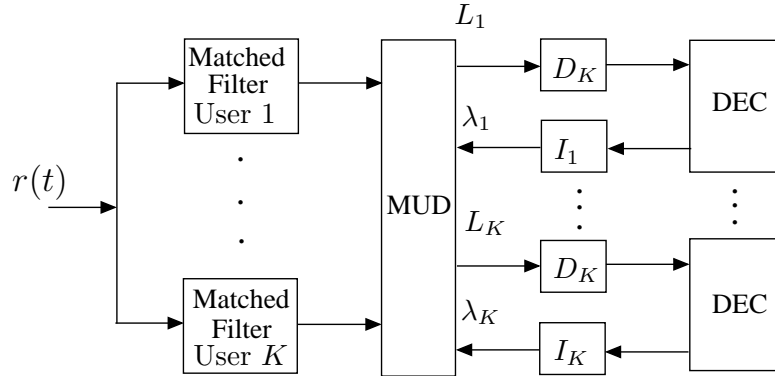 L_1
Matched
Filter
User 1
D_K
DEC
λ_1
I_1
r(t)
MUD
L_K
D_K
Matched
Filter
User K
DEC
λ_K
I_K